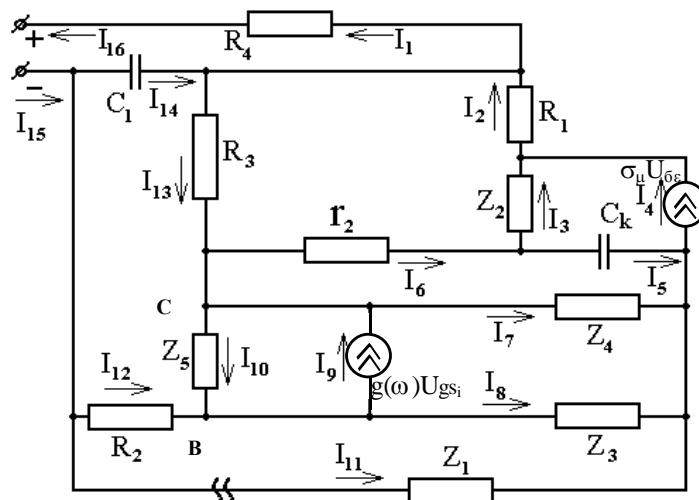 + I₁₆ R₄ I₁
− I₁₅ C₁ I₁₄
I₂ R₁
R₃
I₁₃
σμUбε
I₄
Z₂ I₃ Cₖ
r₂
I₆ I₅
C
I₇ Z₄
Z₅ I₁₀ I₉
g(ω)Ugsᵢ
I₁₂ I₈
R₂ B Z₃
I₁₁ Z₁